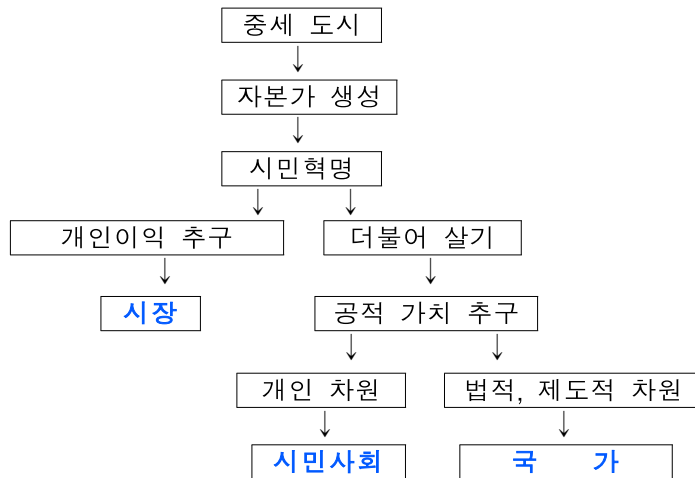 중세 도시
자본가 생성
시민혁명
개인이익 추구
더불어 살기
시장
공적 가치 추구
개인 차원
법적, 제도적 차원
시민사회
국 가